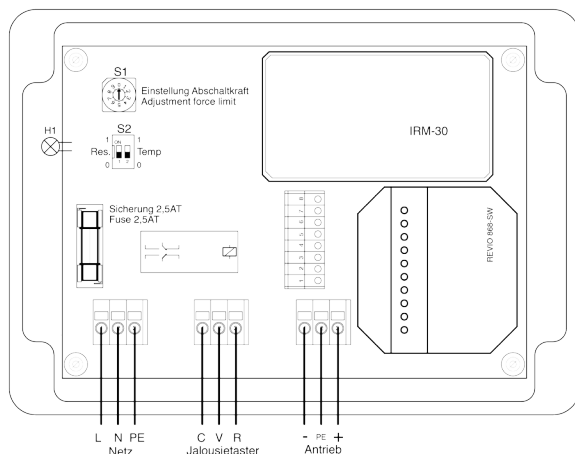 S1
Einstellung Abschaltkraft
Adjustment force limit
IRM-30
H1
S2
1 ON 1
Res. Temp
1 2
0 0
Sicherung 2,5AT
Fuse 2,5AT
8
7
6
5
4
3
2
1
REVIO 868-SW
L N PE
Netz
C V R
Jalousietaster
- PE +
Antrieb